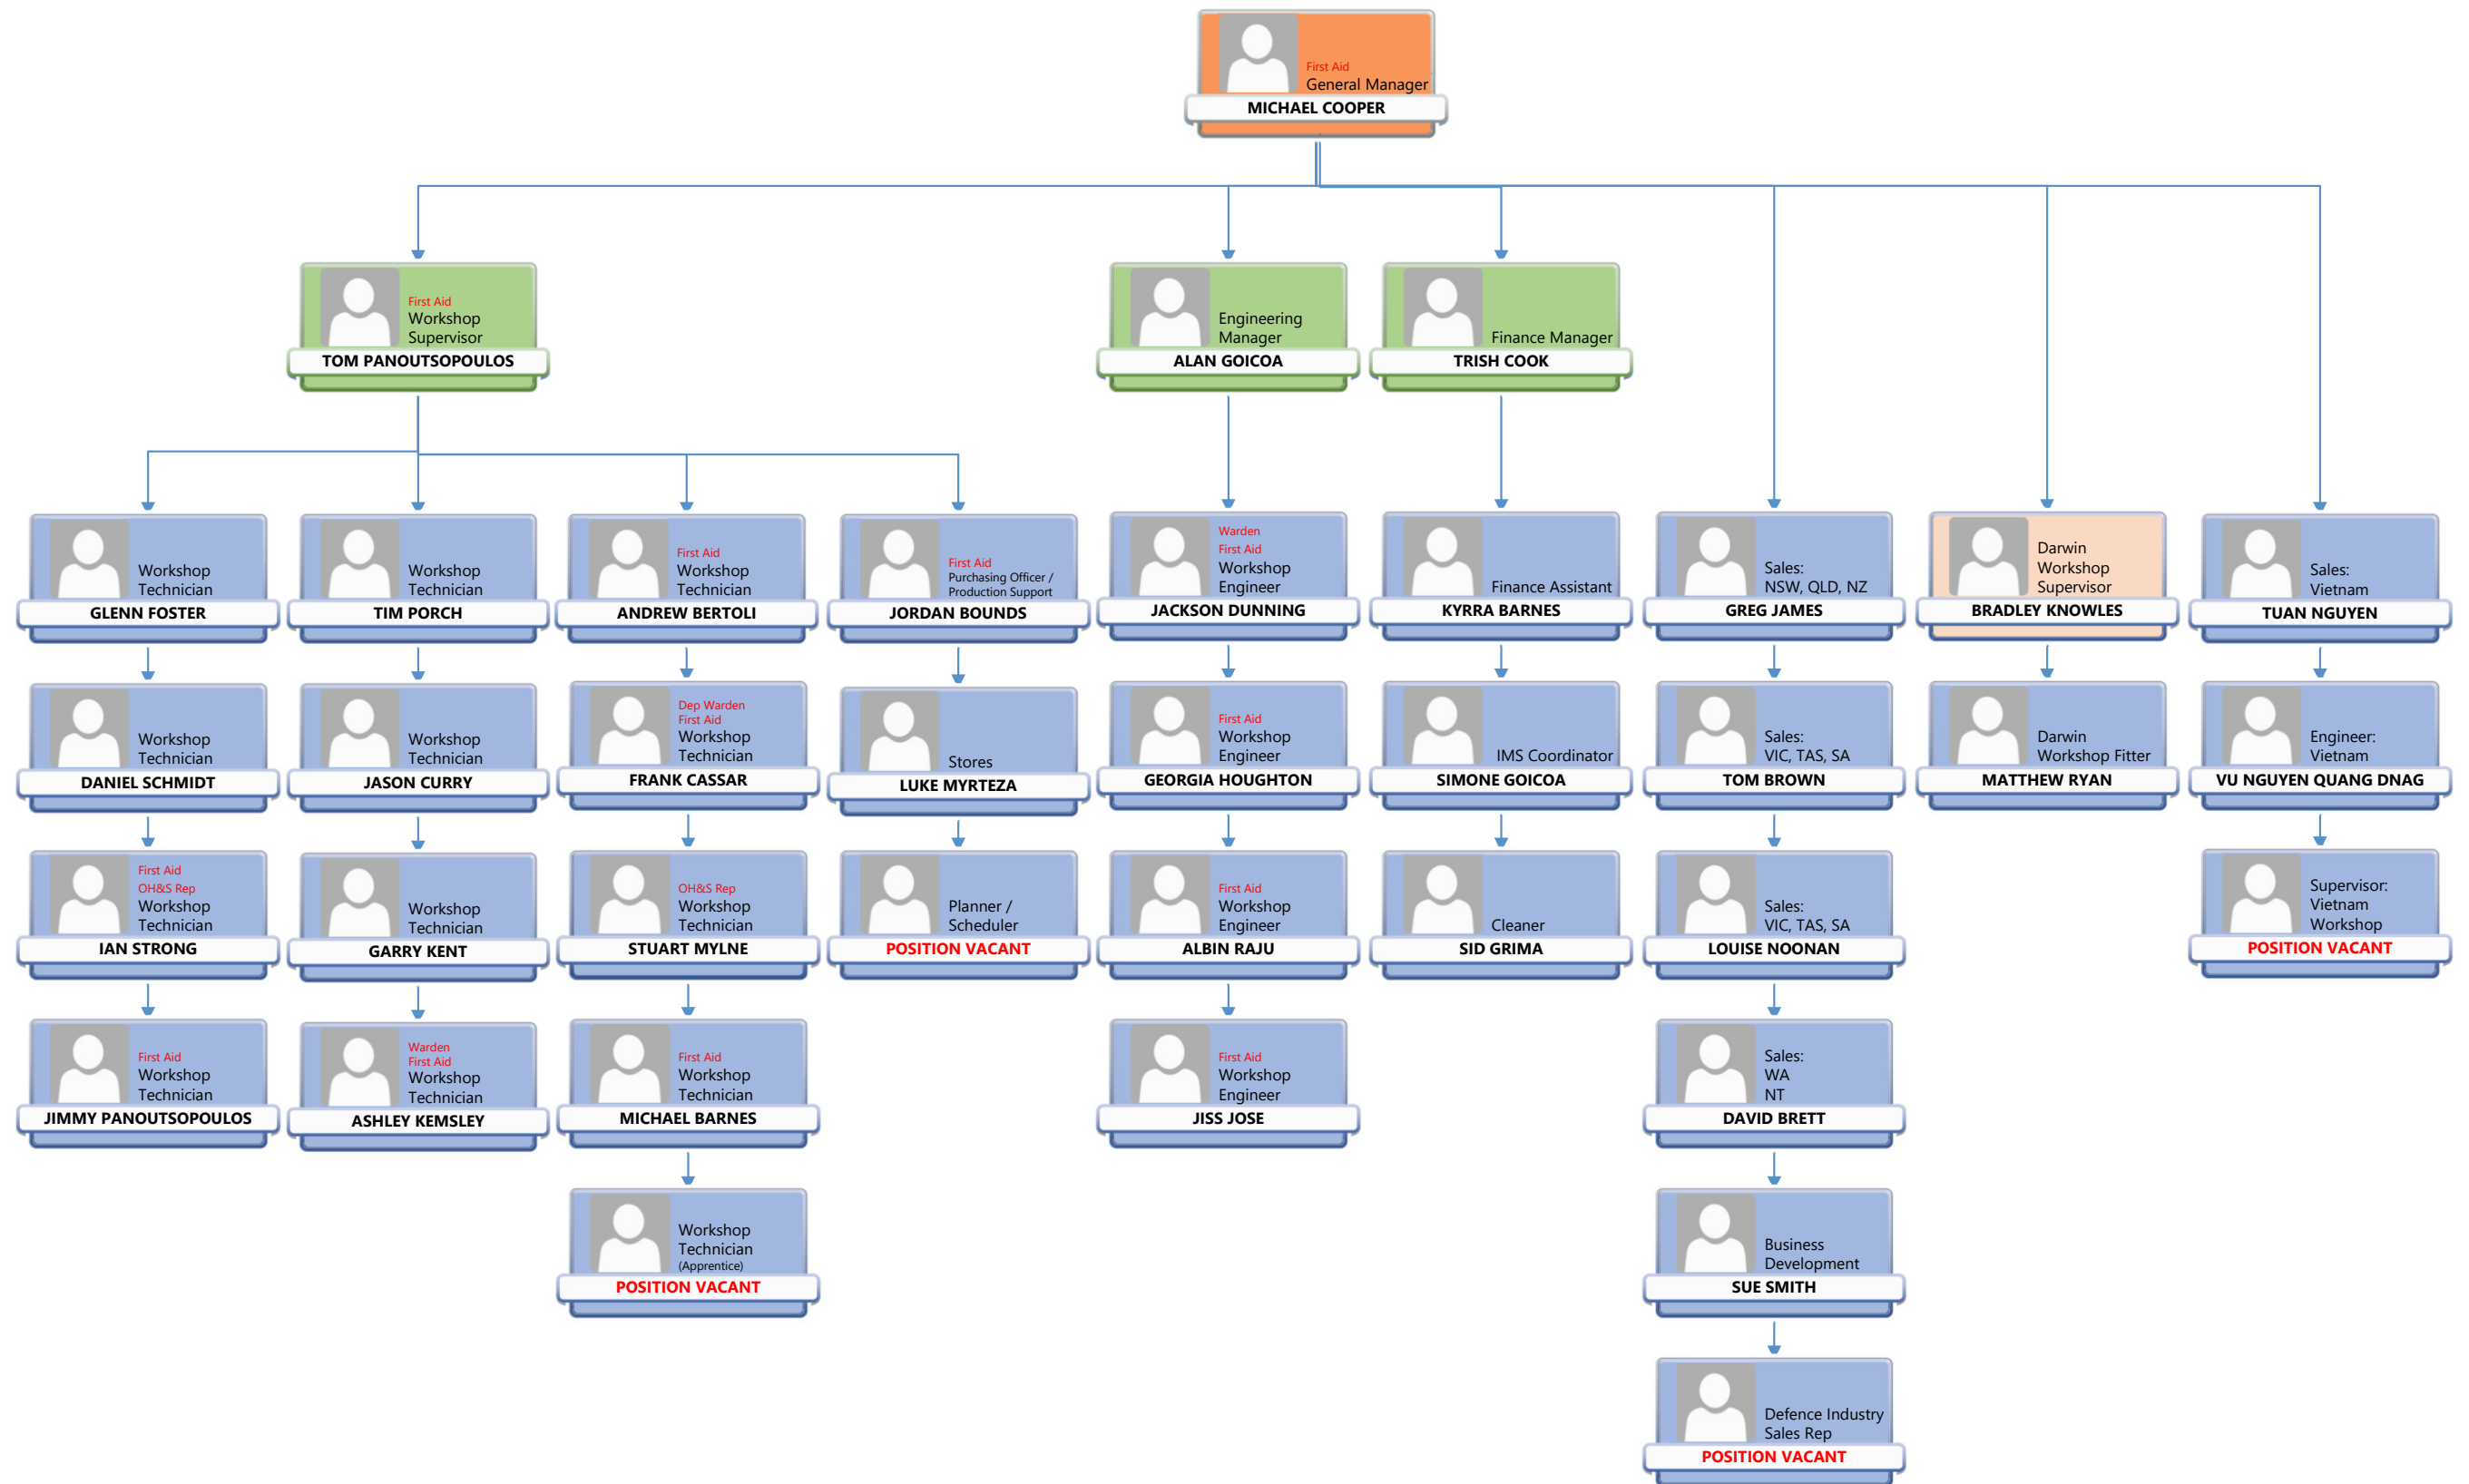 First Aid
General Manager
MICHAEL COOPER
First Aid
Workshop
Supervisor
TOM PANOUTSOPOULOS
Engineering
Manager
ALAN GOICOA
Finance Manager
TRISH COOK
Workshop
Technician
GLENN FOSTER
Workshop
Technician
TIM PORCH
First Aid
Workshop
Technician
ANDREW BERTOLI
First Aid
Purchasing Officer /
Production Support
JORDAN BOUNDS
Warden
First Aid
Workshop
Engineer
JACKSON DUNNING
Finance Assistant
KYRRA BARNES
Sales:
NSW, QLD, NZ
GREG JAMES
Darwin
Workshop
Supervisor
BRADLEY KNOWLES
Sales:
Vietnam
TUAN NGUYEN
Workshop
Technician
DANIEL SCHMIDT
Workshop
Technician
JASON CURRY
Dep Warden
First Aid
Workshop
Technician
FRANK CASSAR
Stores
LUKE MYRTEZA
First Aid
Workshop
Engineer
GEORGIA HOUGHTON
IMS Coordinator
SIMONE GOICOA
Sales:
VIC, TAS, SA
TOM BROWN
Darwin
Workshop Fitter
MATTHEW RYAN
Engineer:
Vietnam
VU NGUYEN QUANG DNAG
First Aid
OH&S Rep
Workshop
Technician
IAN STRONG
Workshop
Technician
GARRY KENT
OH&S Rep
Workshop
Technician
STUART MYLNE
Planner /
Scheduler
POSITION VACANT
First Aid
Workshop
Engineer
ALBIN RAJU
Cleaner
SID GRIMA
Sales:
VIC, TAS, SA
LOUISE NOONAN
Supervisor:
Vietnam
Workshop
POSITION VACANT
First Aid
Workshop
Technician
JIMMY PANOUTSOPOULOS
Warden
First Aid
Workshop
Technician
ASHLEY KEMSLEY
First Aid
Workshop
Technician
MICHAEL BARNES
First Aid
Workshop
Engineer
JISS JOSE
Sales:
WA
NT
DAVID BRETT
Workshop
Technician
(Apprentice)
POSITION VACANT
Business
Development
SUE SMITH
Defence Industry
Sales Rep
POSITION VACANT